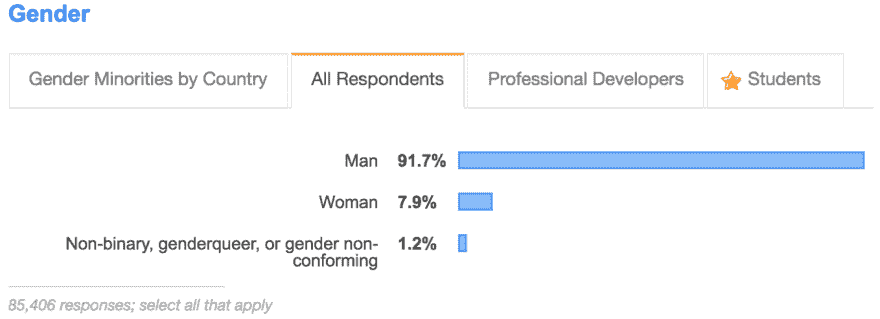 Gender
Gender Minorities by Country
All Respondents
Professional Developers
Students
Man 91.7%
Woman 7.9%
Non-binary, genderqueer, or gender non- 1.2%
conforming
85,406 responses; select all that apply